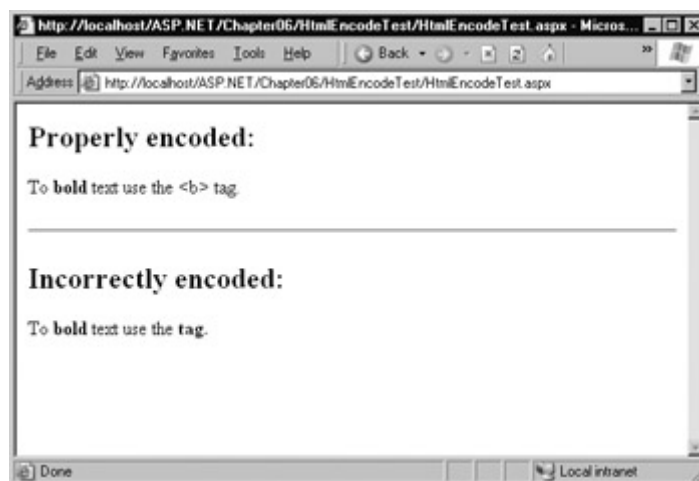 http://localhost/ASP.NET/Chapter06/HtmlEncodeTest/HtmlEncodeTest.aspx - Micros...
File Edit View Favorites Tools Help Back »
Address http://localhost/ASP.NET/Chapter06/HtmlEncodeTest/HtmlEncodeTest.aspx
Properly encoded:
To bold text use the <b> tag.
Incorrectly encoded:
To bold text use the tag.
Done Local intranet